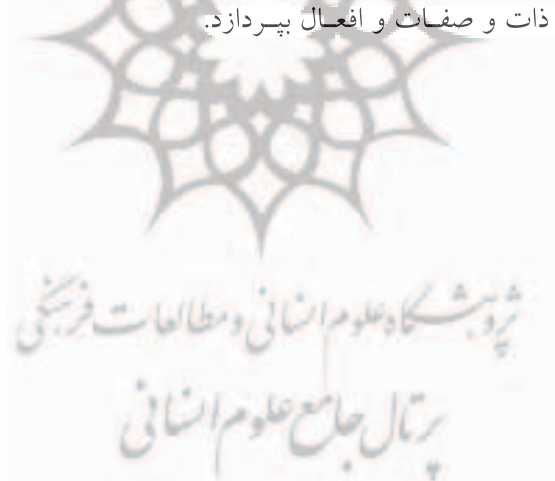 ذات و صفات و افعال بپردازد.
پژوهشگاه علوم انسانی و مطالعات فرهنگی
پرتال جامع علوم انسانی